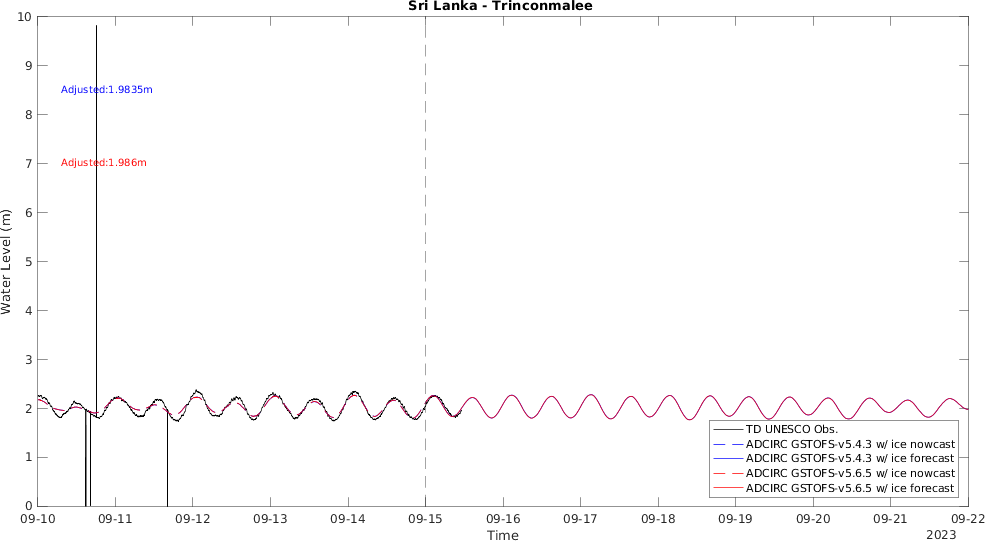 Sri Lanka - Trinconmalee
10
9
8
7
6
5
4
3
2
1
0
Water Level (m)
Adjusted:1.9835m
Adjusted:1.986m
TD UNESCO Obs.
ADCIRC GSTOFS-v5.4.3 w/ ice nowcast
ADCIRC GSTOFS-v5.4.3 w/ ice forecast
ADCIRC GSTOFS-v5.6.5 w/ ice nowcast
ADCIRC GSTOFS-v5.6.5 w/ ice forecast
09-10 09-11 09-12 09-13 09-14 09-15 09-16 09-17 09-18 09-19 09-20 09-21 09-22
Time
2023